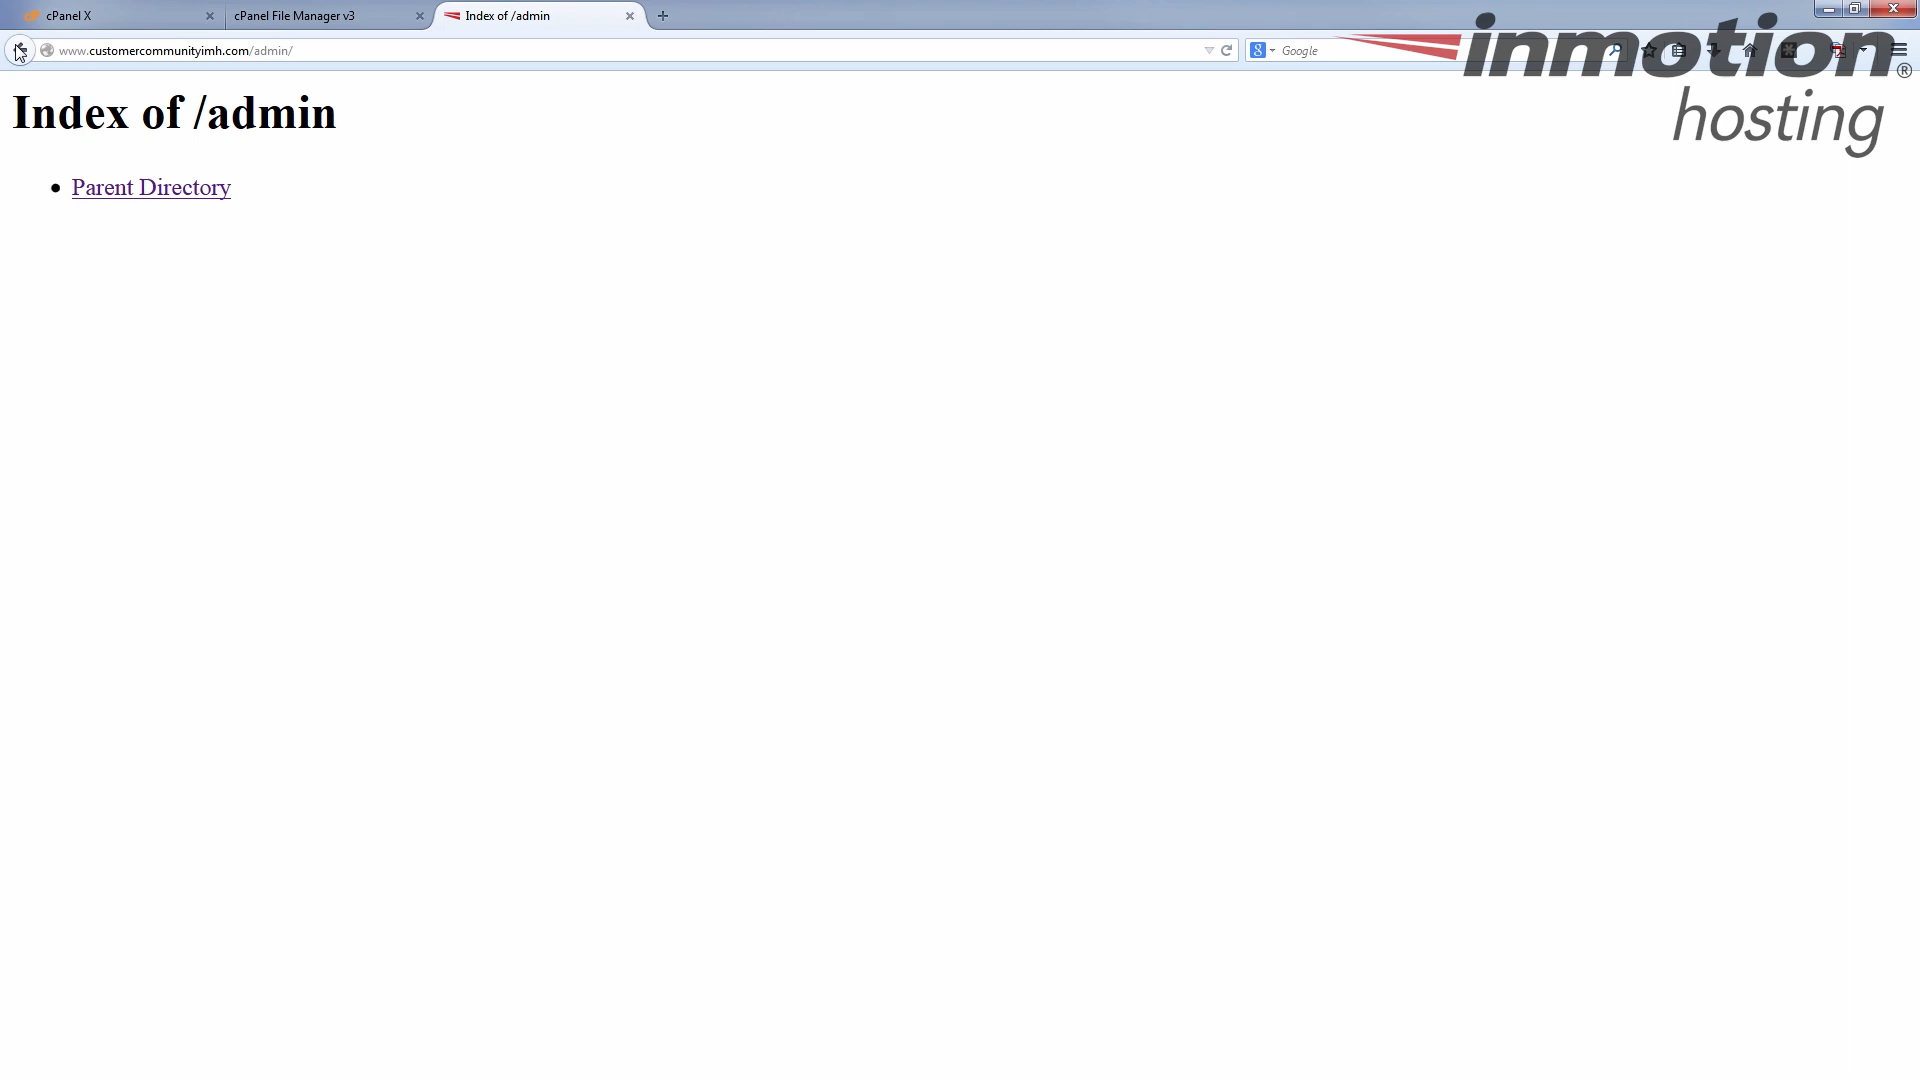 cPanel X
cPanel File Manager v3
Index of /admin
www.customercommunityimh.com/admin/
8
Google
inmotion®
hosting
Index of /admin
Parent Directory